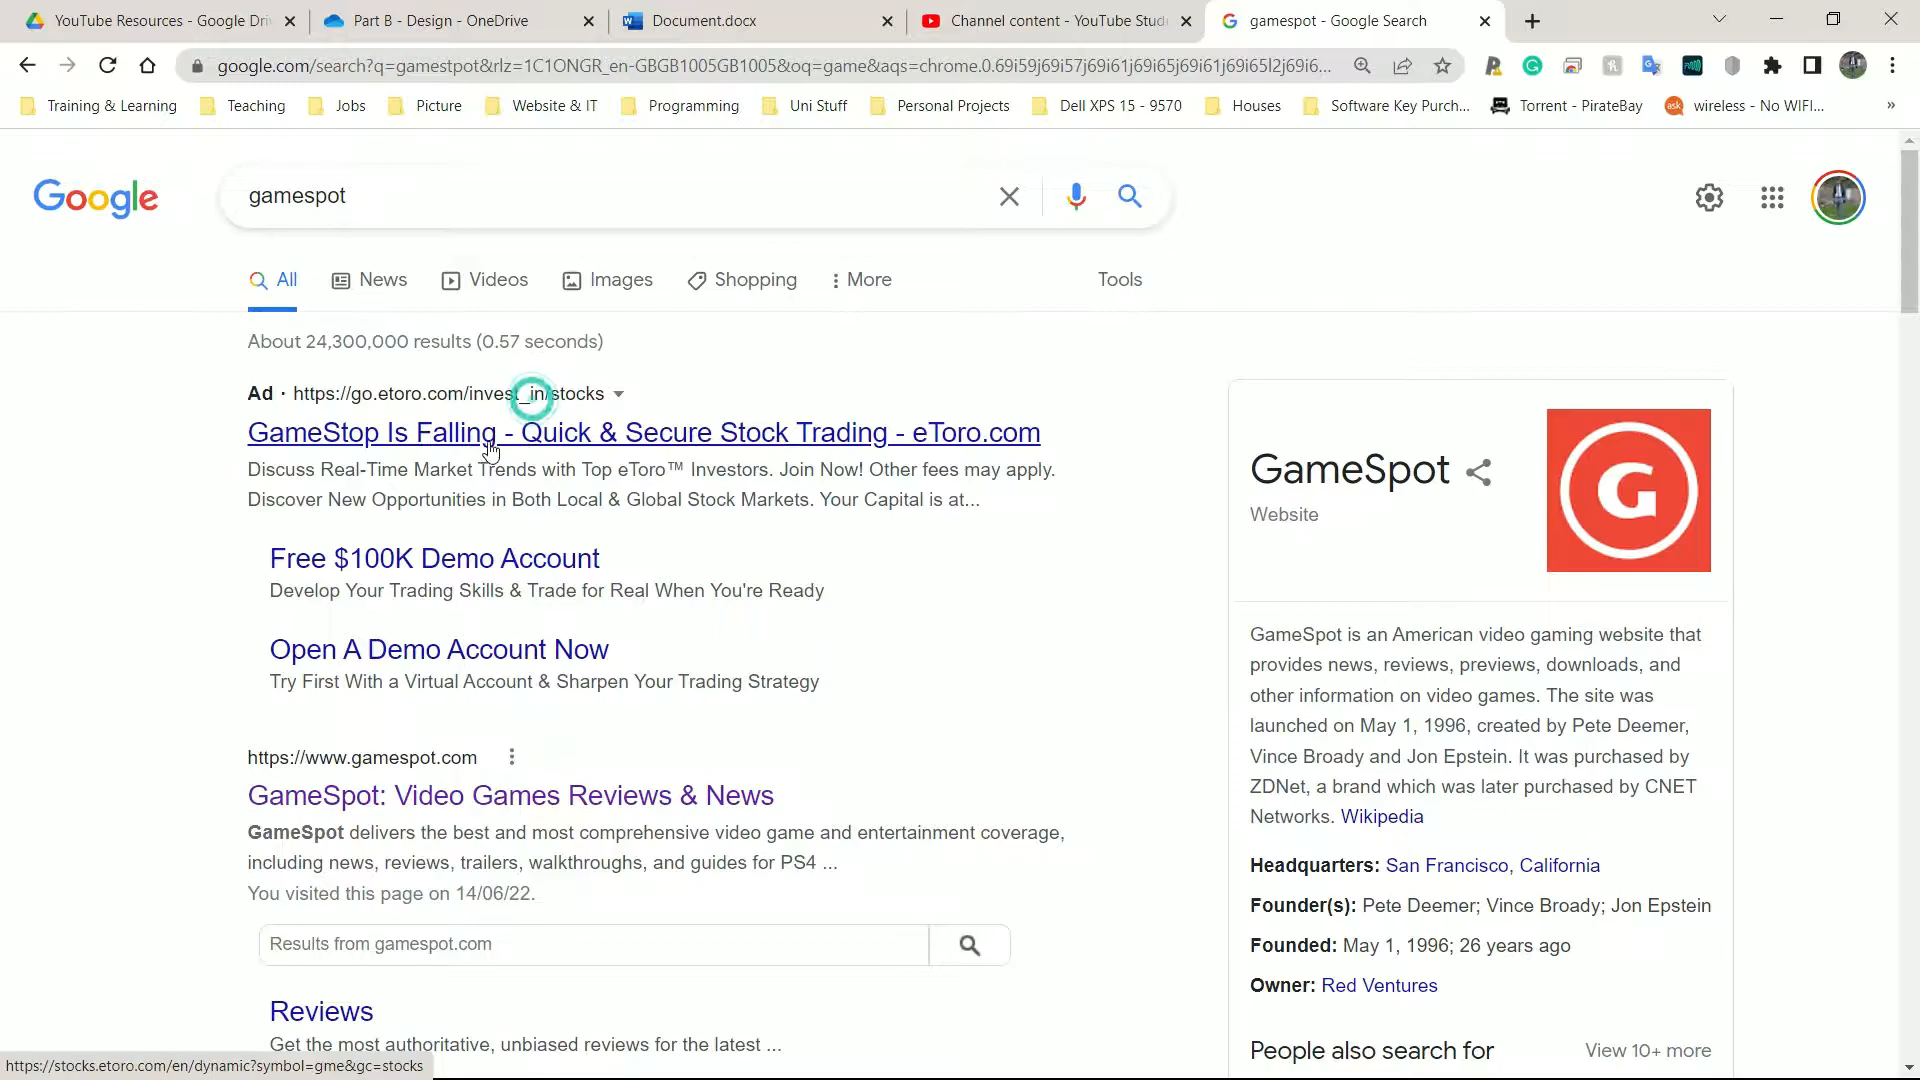 YouTube Resources - Google Dri
Part B - Design - OneDrive
Document.docx
Channel content - YouTube Stud
gamespot - Google Search
google.com/search?q=gamestpot&rlz=1C1ONGR_en-GBGB1005GB1005&oq=game&aqs=chrome.0.69i59j69i57j69i61j69i65j69i61j69i65l2j69i6...
Training & Learning
Teaching
Jobs
Picture
Website & IT
Programming
Uni Stuff
Personal Projects
Dell XPS 15 - 9570
Houses
Software Key Purch...
Torrent - PirateBay
ask
wireless - No WIFI...
»
Google
gamespot
All
News
Videos
Images
Shopping
More
Tools
About 24,300,000 results (0.57 seconds)
Ad · https://go.etoro.com/invest_in/stocks
GameStop Is Falling - Quick & Secure Stock Trading - eToro.com
Discuss Real-Time Market Trends with Top eToro™ Investors. Join Now! Other fees may apply.
Discover New Opportunities in Both Local & Global Stock Markets. Your Capital is at...
Free $100K Demo Account
Develop Your Trading Skills & Trade for Real When You're Ready
Open A Demo Account Now
Try First With a Virtual Account & Sharpen Your Trading Strategy
https://www.gamespot.com
GameSpot: Video Games Reviews & News
GameSpot delivers the best and most comprehensive video game and entertainment coverage,
including news, reviews, trailers, walkthroughs, and guides for PS4 ...
You visited this page on 14/06/22.
Results from gamespot.com
Reviews
Get the most authoritative, unbiased reviews for the latest ...
https://stocks.etoro.com/en/dynamic?symbol=gme&gc=stocks
GameSpot
Website
G
GameSpot is an American video gaming website that
provides news, reviews, previews, downloads, and
other information on video games. The site was
launched on May 1, 1996, created by Pete Deemer,
Vince Broady and Jon Epstein. It was purchased by
ZDNet, a brand which was later purchased by CNET
Networks. Wikipedia
Headquarters: San Francisco, California
Founder(s): Pete Deemer; Vince Broady; Jon Epstein
Founded: May 1, 1996; 26 years ago
Owner: Red Ventures
People also search for
View 10+ more